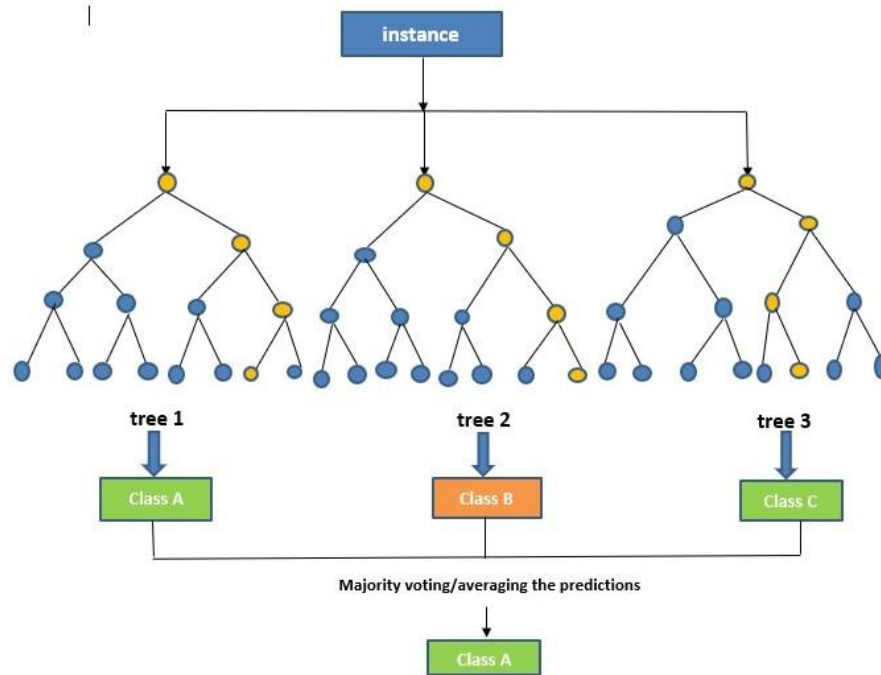 instance
tree 1
tree 2
tree 3
Class A
Class B
Class C
Majority voting/averaging the predictions
Class A